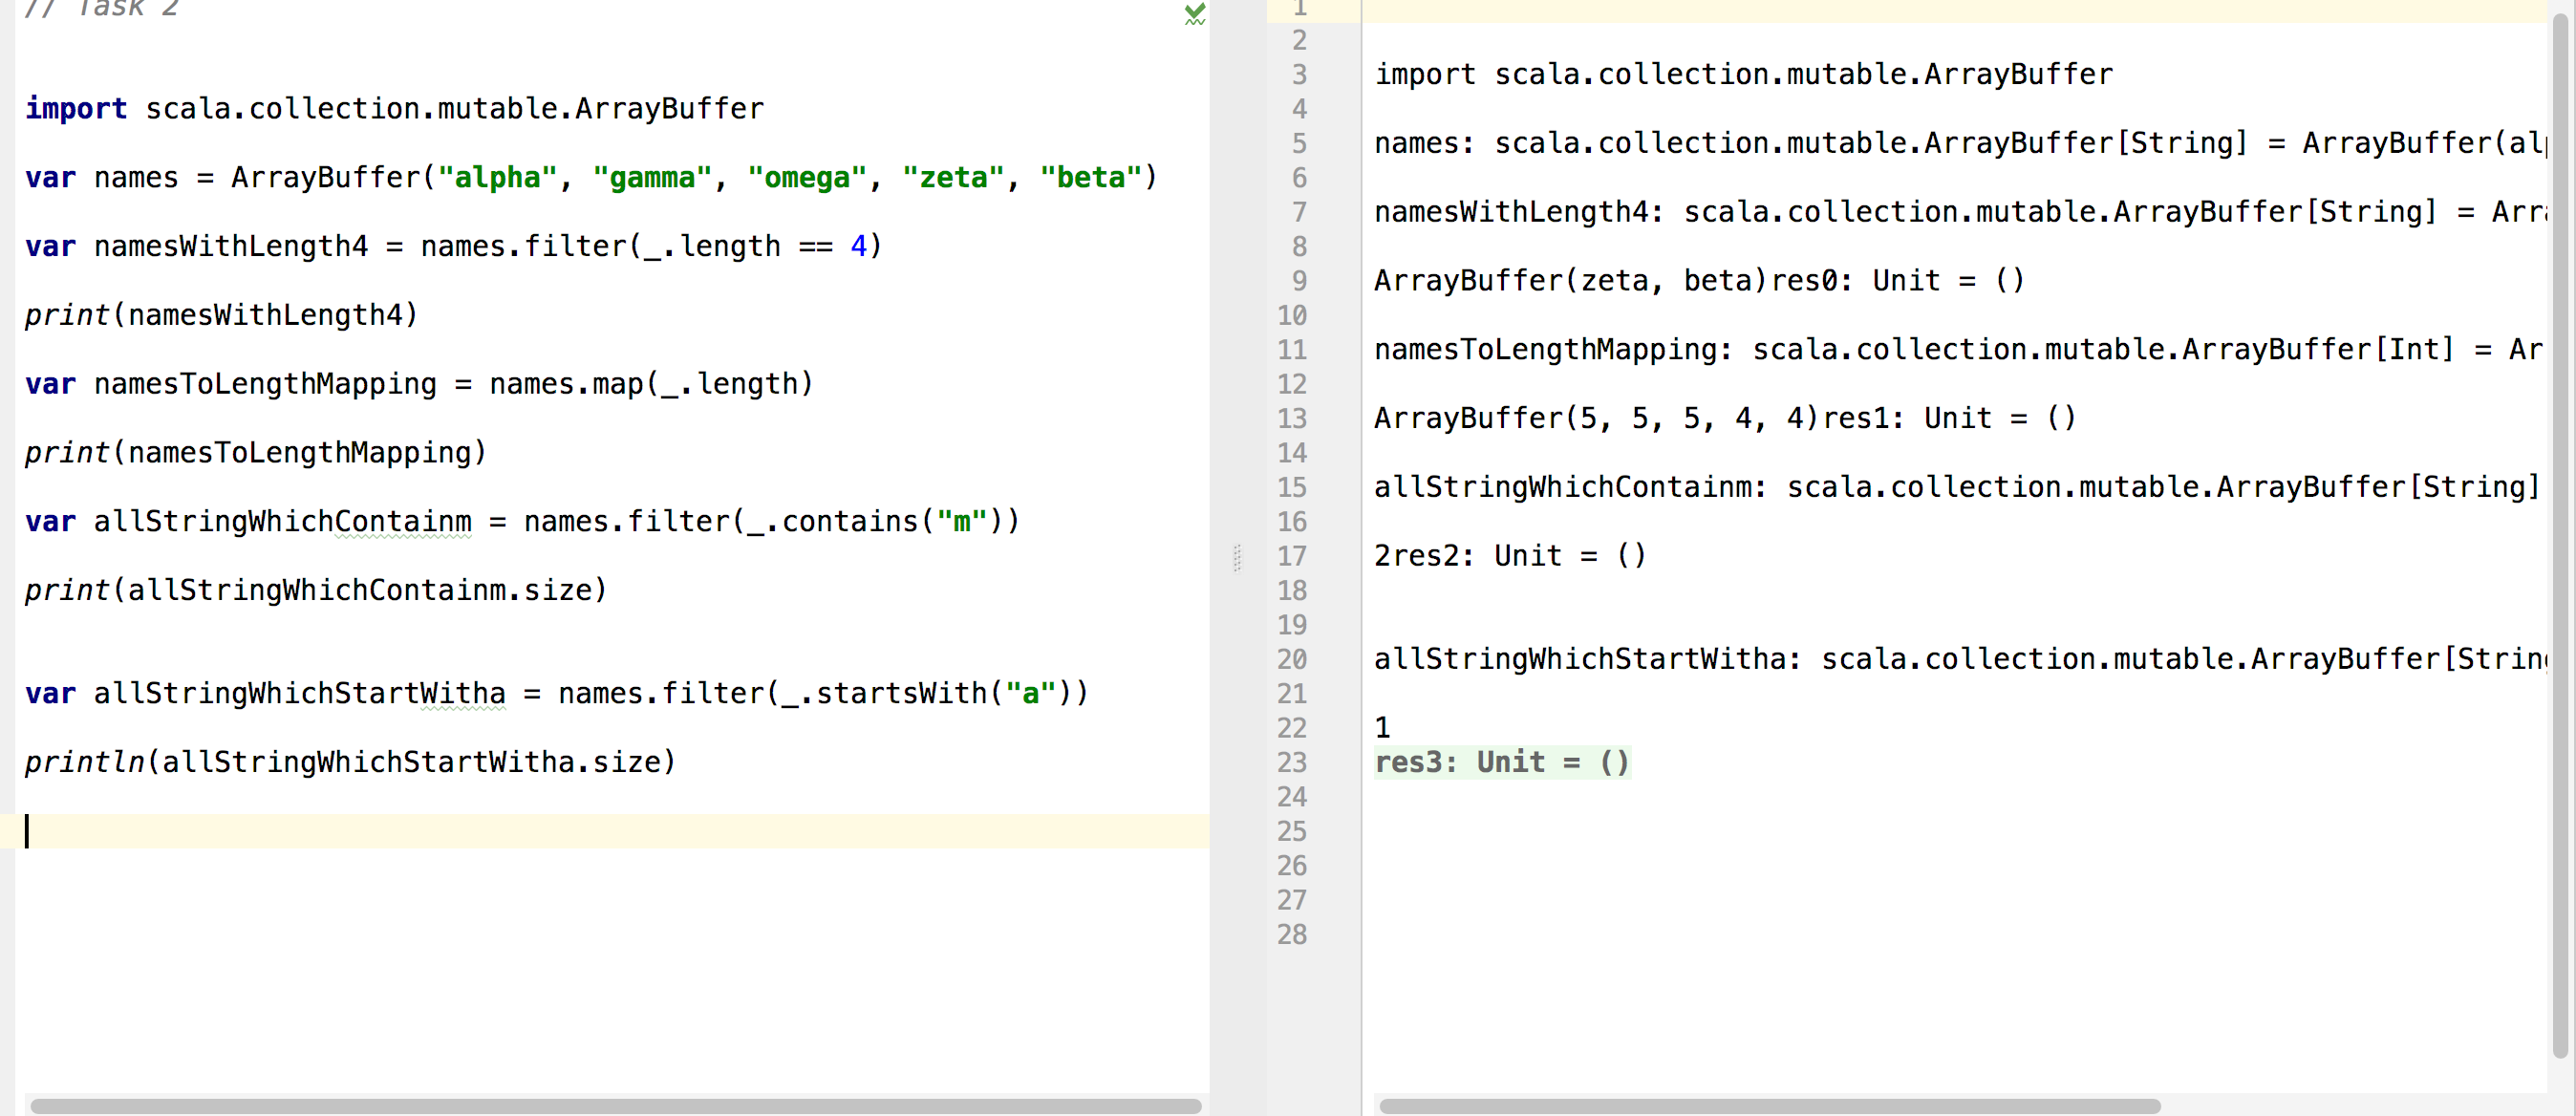 // Task 2
import scala.collection.mutable.ArrayBuffer
var names = ArrayBuffer("alpha", "gamma", "omega", "zeta", "beta")
var namesWithLength4 = names.filter(_.length == 4)
print(namesWithLength4)
var namesToLengthMapping = names.map(_.length)
print(namesToLengthMapping)
var allStringWhichContainm = names.filter(_.contains("m"))
print(allStringWhichContainm.size)
var allStringWhichStartWitha = names.filter(_.startsWith("a"))
println(allStringWhichStartWitha.size)
1
2
3 import scala.collection.mutable.ArrayBuffer
4
5 names: scala.collection.mutable.ArrayBuffer[String] = ArrayBuffer(al
6
7 namesWithLength4: scala.collection.mutable.ArrayBuffer[String] = Arr
8
9 ArrayBuffer(zeta, beta)res0: Unit = ()
10
11 namesToLengthMapping: scala.collection.mutable.ArrayBuffer[Int] = Ar
12
13 ArrayBuffer(5, 5, 5, 4, 4)res1: Unit = ()
14
15 allStringWhichContainm: scala.collection.mutable.ArrayBuffer[String]
16
17 2res2: Unit = ()
18
19
20 allStringWhichStartWitha: scala.collection.mutable.ArrayBuffer[Strin
21
22 1
23 res3: Unit = ()
24
25
26
27
28